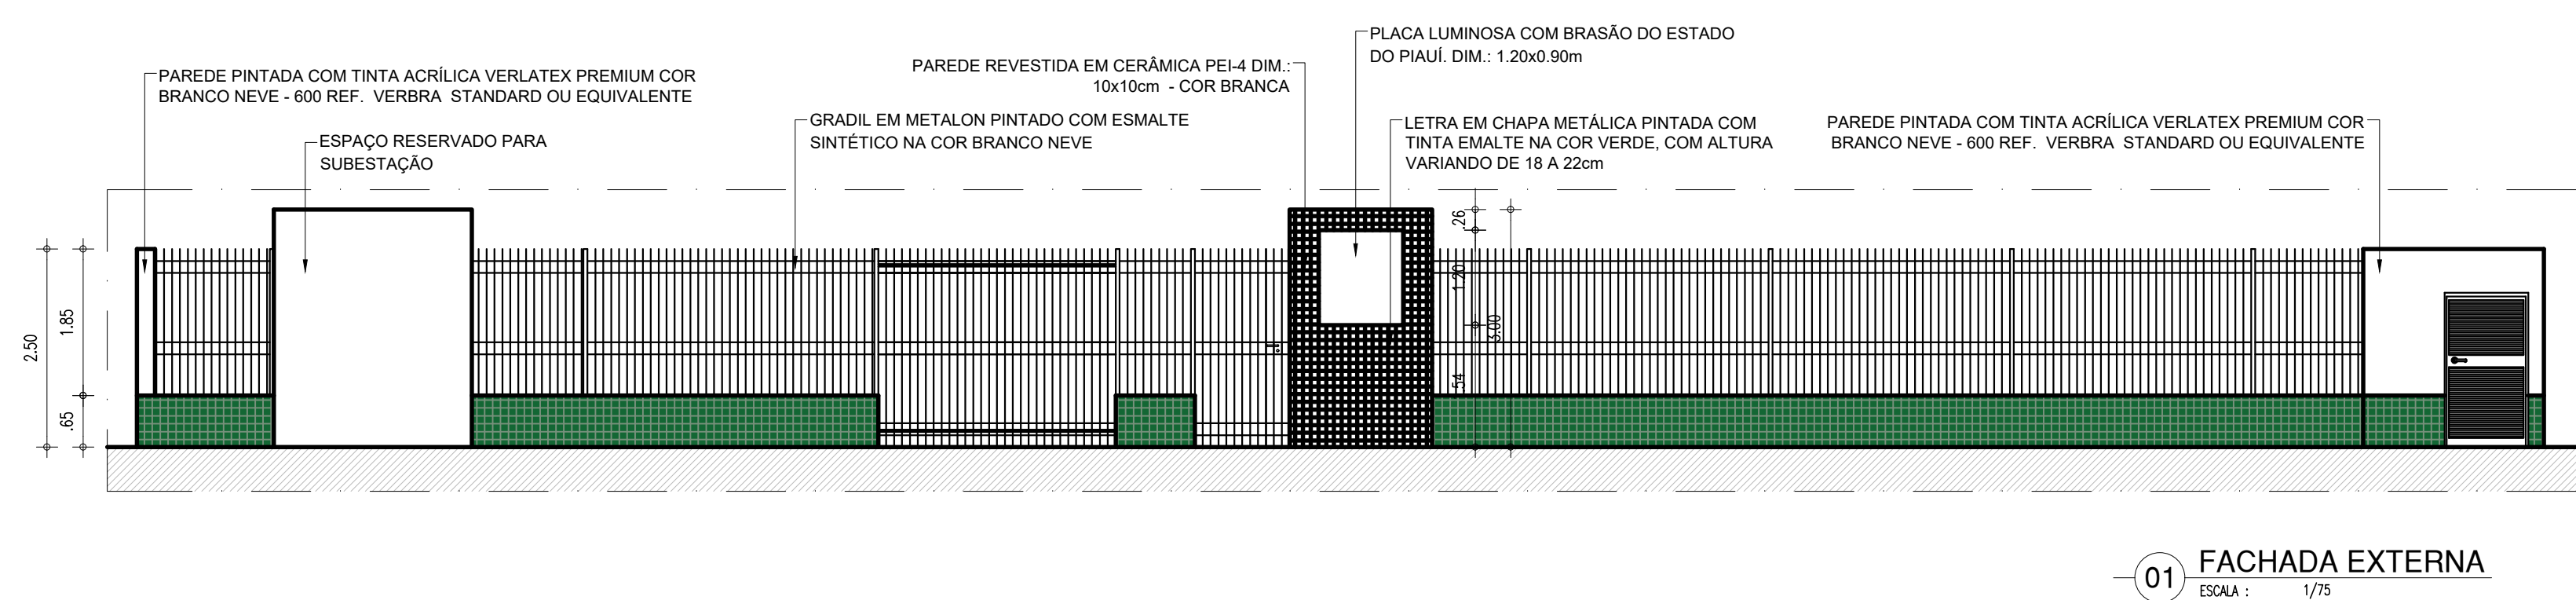 PLACA LUMINOSA COM BRASÃO DO ESTADO
DO PIAUÍ. DIM.: 1.20x0.90m
PAREDE PINTADA COM TINTA ACRÍLICA VERLATEX PREMIUM COR
BRANCO NEVE - 600 REF. VERBRA STANDARD OU EQUIVALENTE
PAREDE REVESTIDA EM CERÂMICA PEI-4 DIM.:
10x10cm - COR BRANCA
ESPAÇO RESERVADO PARA
SUBESTAÇÃO
GRADIL EM METALON PINTADO COM ESMALTE
SINTÉTICO NA COR BRANCO NEVE
LETRA EM CHAPA METÁLICA PINTADA COM
TINTA EMALTE NA COR VERDE, COM ALTURA
VARIANDO DE 18 A 22cm
PAREDE PINTADA COM TINTA ACRÍLICA VERLATEX PREMIUM COR
BRANCO NEVE - 600 REF. VERBRA STANDARD OU EQUIVALENTE
2.50
1.85
.65
.26
1.20
3.00
.54
01 FACHADA EXTERNA
ESCALA : 1/75